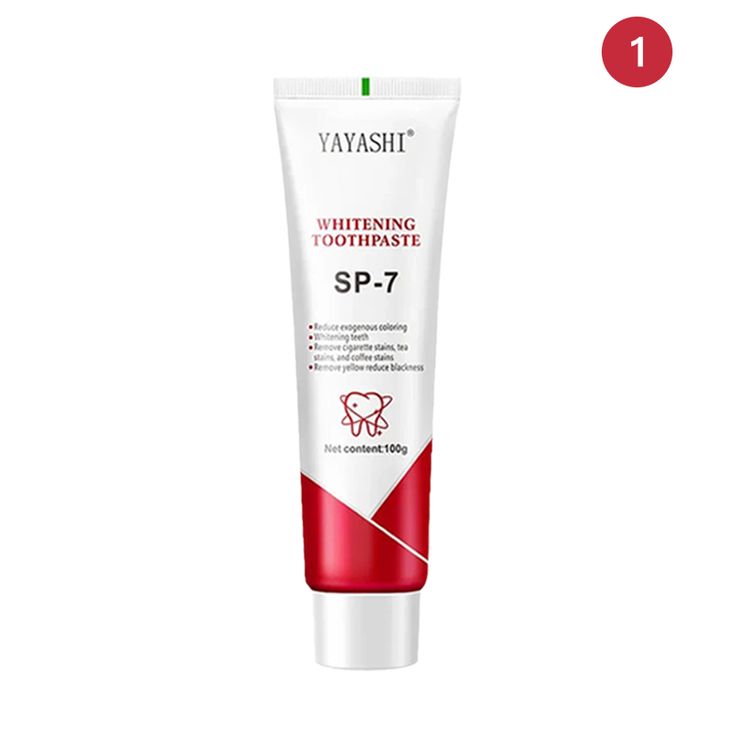 1
YAYASHI®
WHITENING
TOOTHPASTE
SP-7
• Reduce exogenous coloring
• Whitening teeth
• Remove cigarette stains, tea
stains, and coffee stains
• Remove yellow reduce blackness
Net content:100g